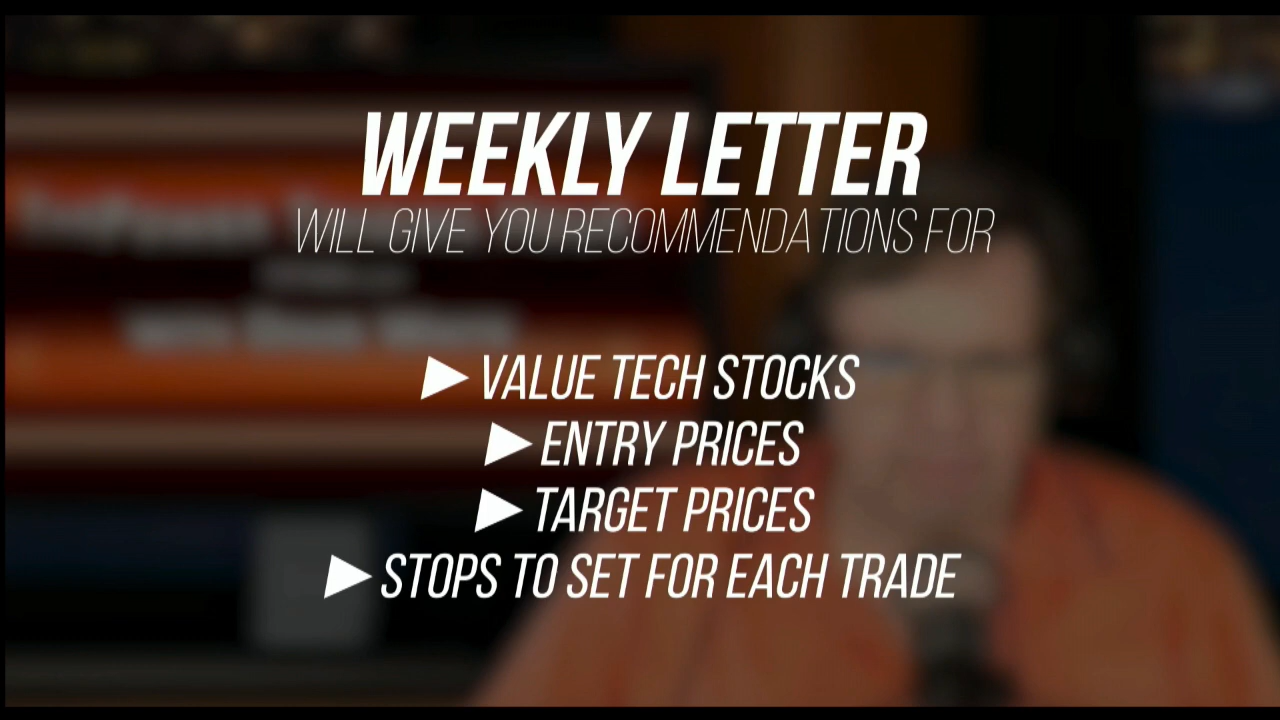 WEEKLY LETTER
WILL GIVE YOU RECOMMENDATIONS FOR
▶ VALUE TECH STOCKS
▶ ENTRY PRICES
▶ TARGET PRICES
▶ STOPS TO SET FOR EACH TRADE